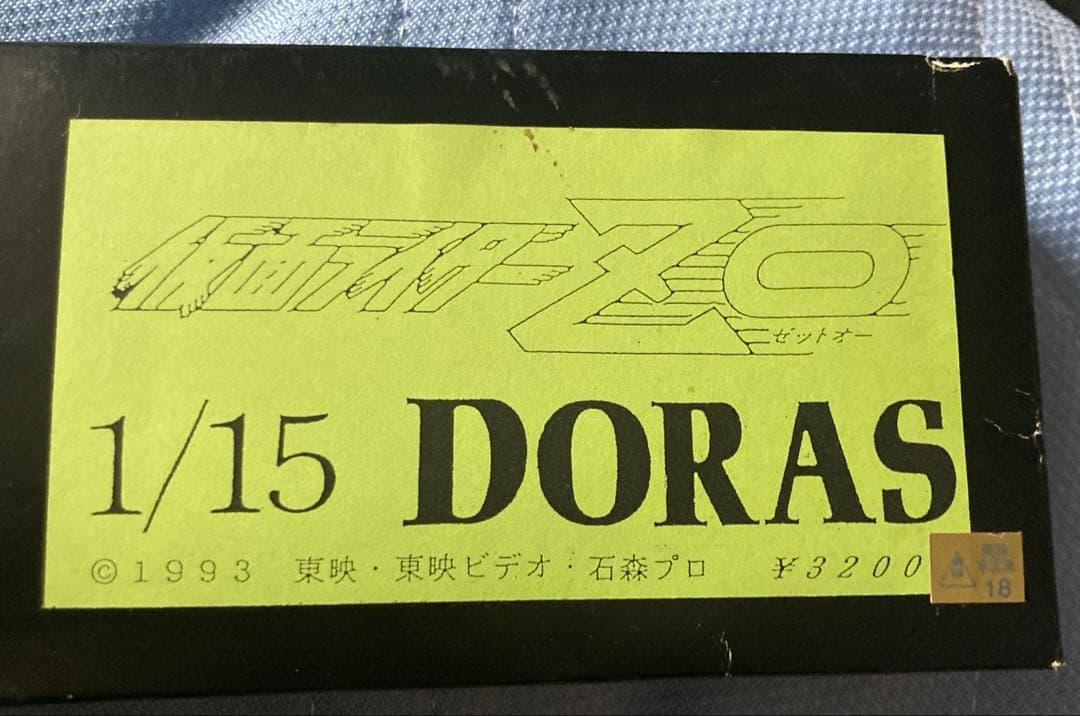 仮面ライダーZO
ゼットオー
1/15 DORAS
©1993 東映・東映ビデオ・石森プロ ¥3200
18